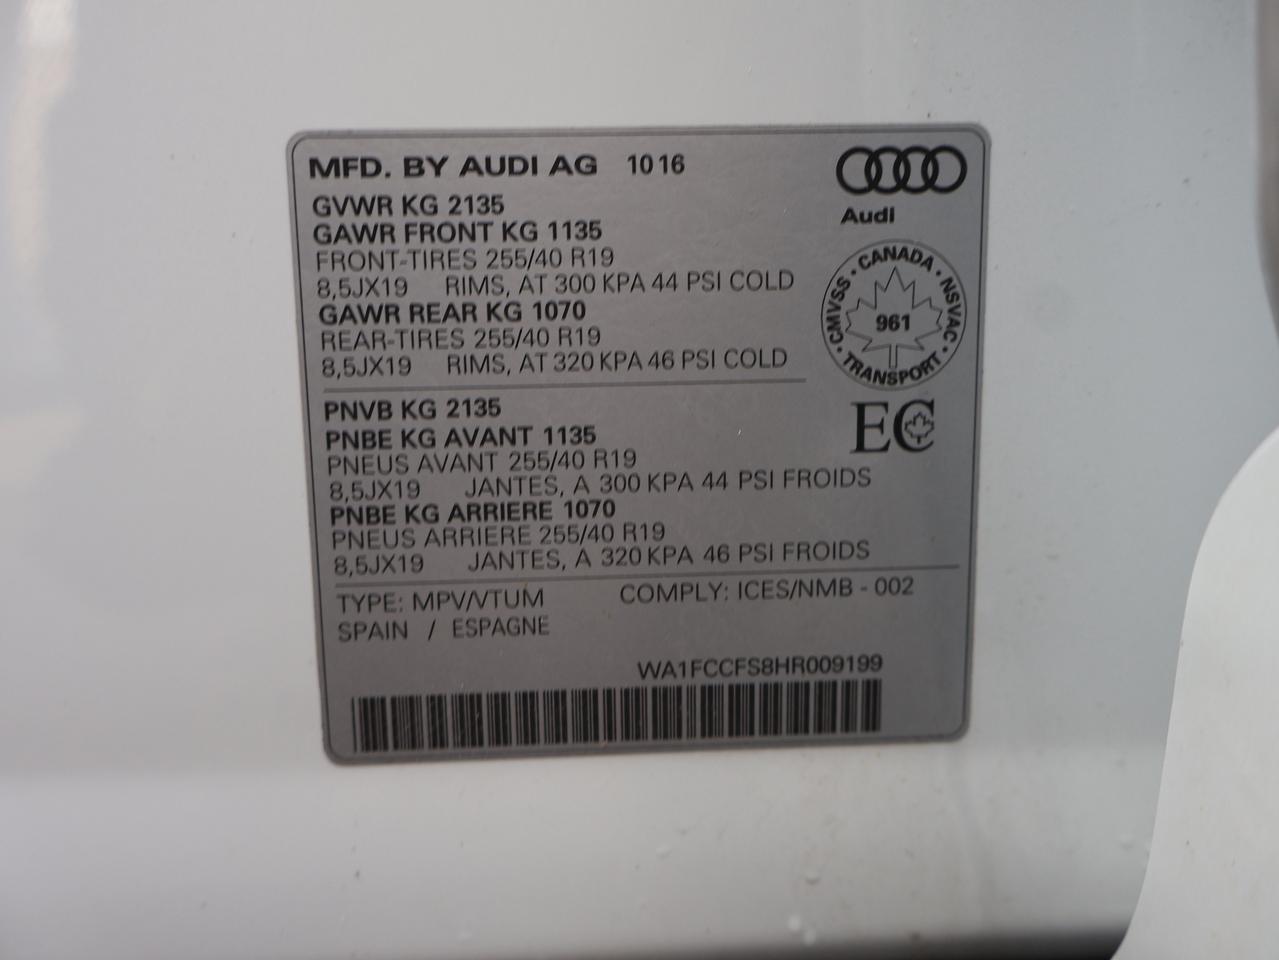 MFD. BY AUDI AG 10 16
Audi
GVWR KG 2135
GAWR FRONT KG 1135
FRONT-TIRES 255/40 R19
8,5JX19 RIMS, AT 300 KPA 44 PSI COLD
GAWR REAR KG 1070
REAR-TIRES 255/40 R19
8,5JX19 RIMS, AT 320 KPA 46 PSI COLD
CANADA · NSVAC · TRANSPORT · CMVSS ·
961
PNVB KG 2135
EC
PNBE KG AVANT 1135
PNEUS AVANT 255/40 R19
8,5JX19 JANTES, A 300 KPA 44 PSI FROIDS
PNBE KG ARRIERE 1070
PNEUS ARRIERE 255/40 R19
8,5JX19 JANTES, A 320 KPA 46 PSI FROIDS
TYPE: MPV/VTUM COMPLY: ICES/NMB - 002
SPAIN / ESPAGNE
WA1FCCFS8HR009199